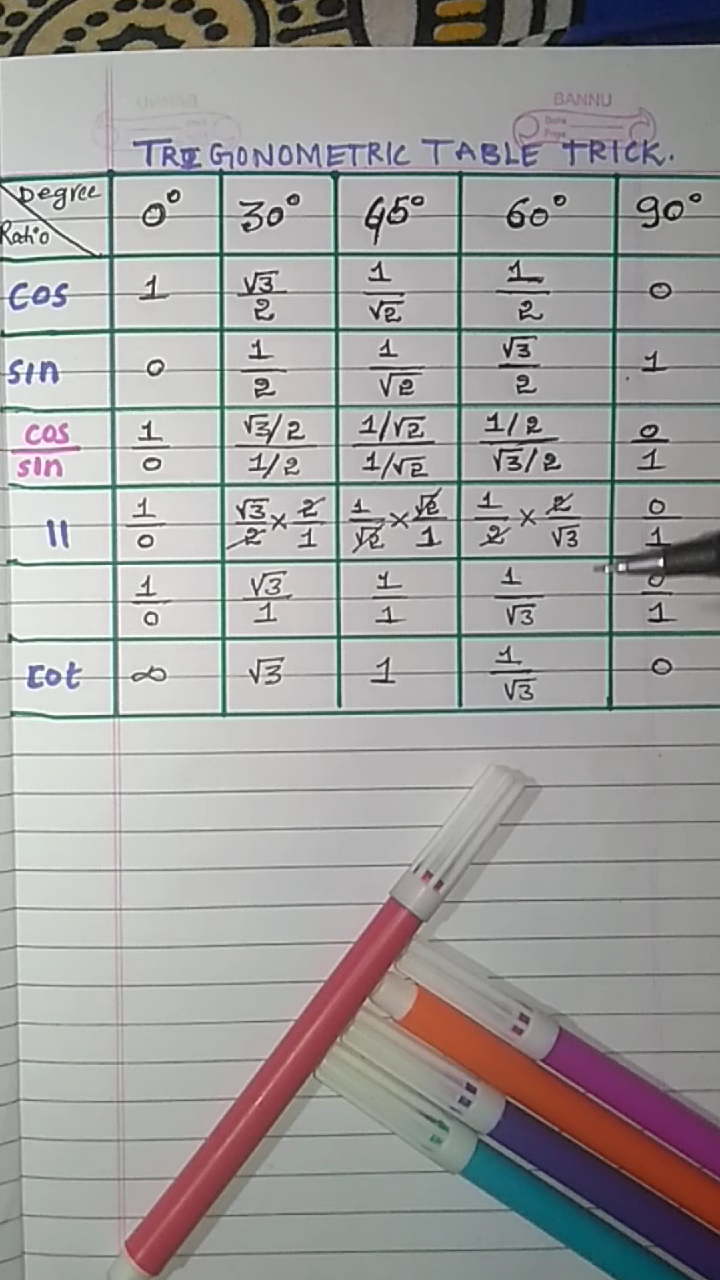 BANNU
Date
Page
TRIGONOMETRIC TABLE TRICK.
Degree
Ratio 0° 30° 45° 60° 90°
cos 1 √3/2 1/√2 1/2 0
sin 0 1/2 1/√2 √3/2 1
cos/sin 1/0 (√3/2)/(1/2) (1/√2)/(1/√2) (1/2)/(√3/2) 0/1
|| 1/0 √3/2 × 2/1 1/√2 × √2/1 1/2 × 2/√3 0/1
1/0 √3/1 1/1 1/√3 0/1
cot ∞ √3 1 1/√3 0